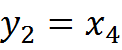 y₂ = x₄